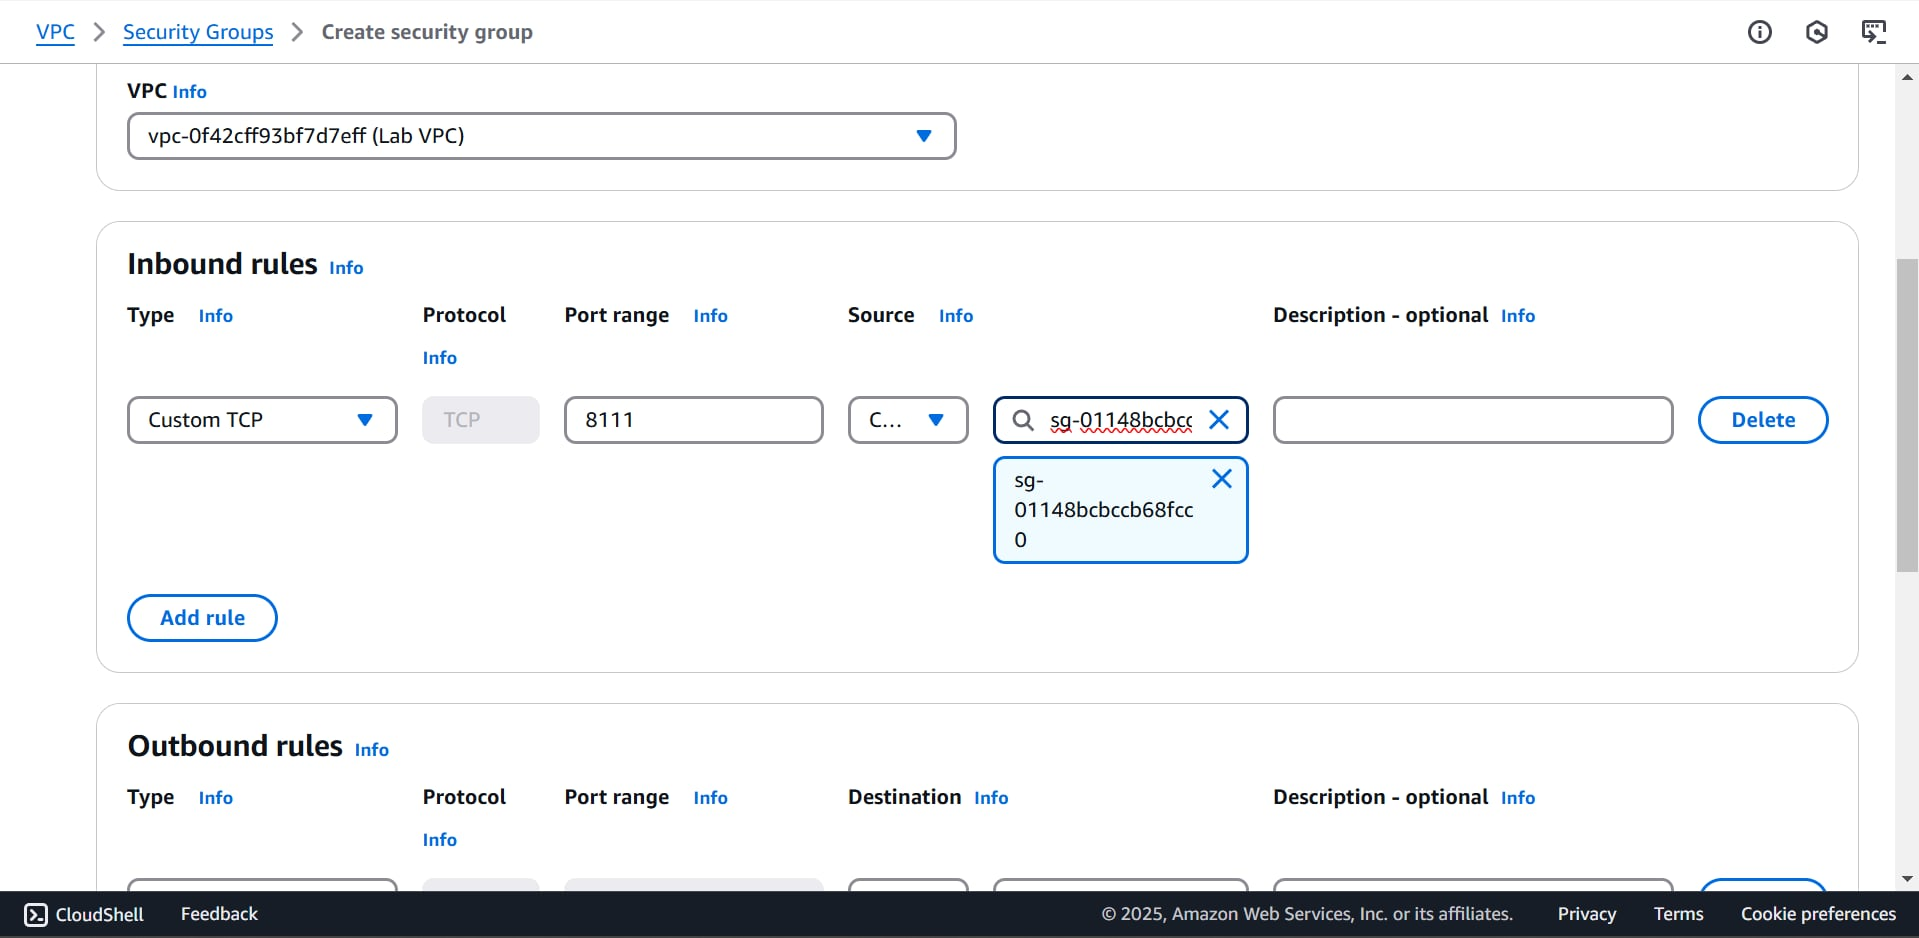 VPC > Security Groups > Create security group
VPC Info
vpc-0f42cff93bf7d7eff (Lab VPC)
Inbound rules Info
Type Info Protocol Port range Info Source Info Description - optional Info
Info
Custom TCP TCP 8111 C... sg-01148bcbcc Delete
sg-
01148bcbccb68fcc
0
Add rule
Outbound rules Info
Type Info Protocol Port range Info Destination Info Description - optional Info
Info
CloudShell Feedback © 2025, Amazon Web Services, Inc. or its affiliates. Privacy Terms Cookie preferences